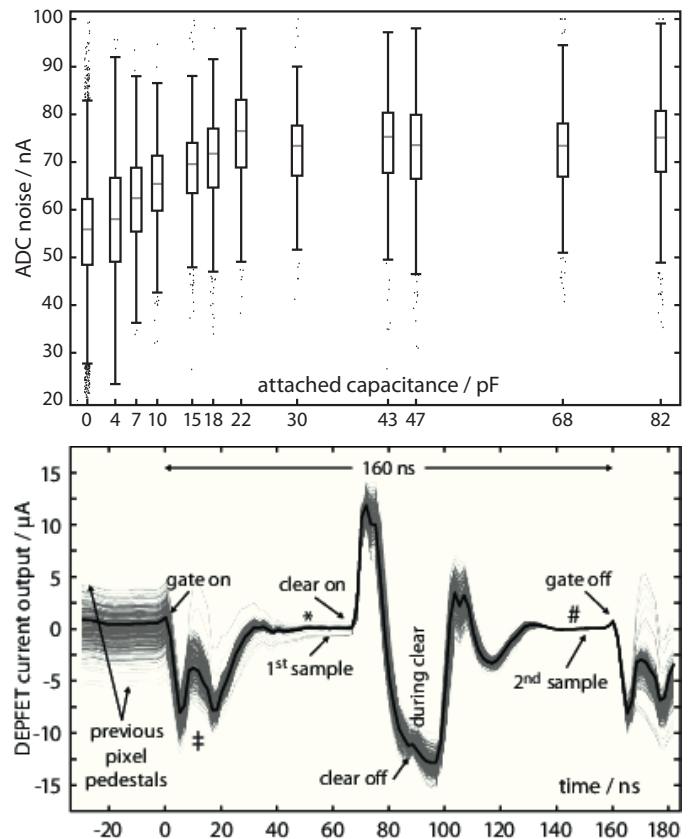 100
90
80
70
60
50
40
30
20
ADC noise / nA
attached capacitance / pF
0 4 7 10 15 18 22 30 43 47 68 82
15
10
5
0
-5
-10
-15
DEPFET current output / µA
160 ns
gate on
clear on
gate off
*
#
1st sample
2nd sample
during clear
previous
pixel
pedestals
‡
clear off
time / ns
-20 0 20 40 60 80 100 120 140 160 180